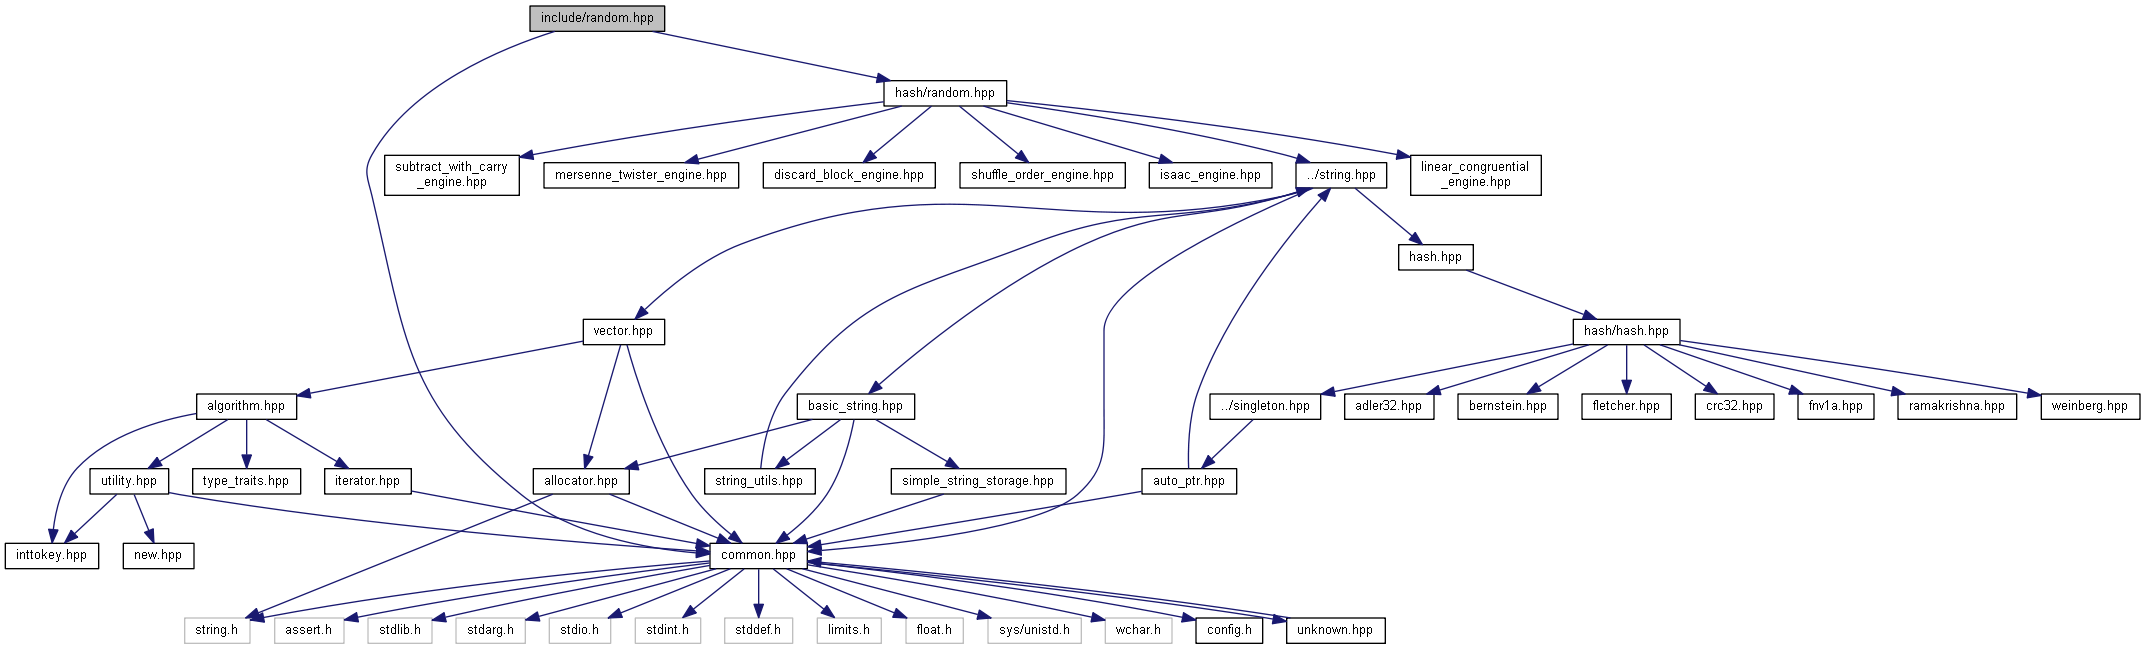 include/random.hpp
hash/random.hpp
subtract_with_carry
_engine.hpp
mersenne_twister_engine.hpp
discard_block_engine.hpp
shuffle_order_engine.hpp
isaac_engine.hpp
../string.hpp
linear_congruential
_engine.hpp
hash.hpp
vector.hpp
hash/hash.hpp
algorithm.hpp
basic_string.hpp
../singleton.hpp
adler32.hpp
bernstein.hpp
fletcher.hpp
crc32.hpp
fnv1a.hpp
ramakrishna.hpp
weinberg.hpp
utility.hpp
type_traits.hpp
iterator.hpp
allocator.hpp
string_utils.hpp
simple_string_storage.hpp
auto_ptr.hpp
inttokey.hpp
new.hpp
common.hpp
string.h
assert.h
stdlib.h
stdarg.h
stdio.h
stdint.h
stddef.h
limits.h
float.h
sys/unistd.h
wchar.h
config.h
unknown.hpp